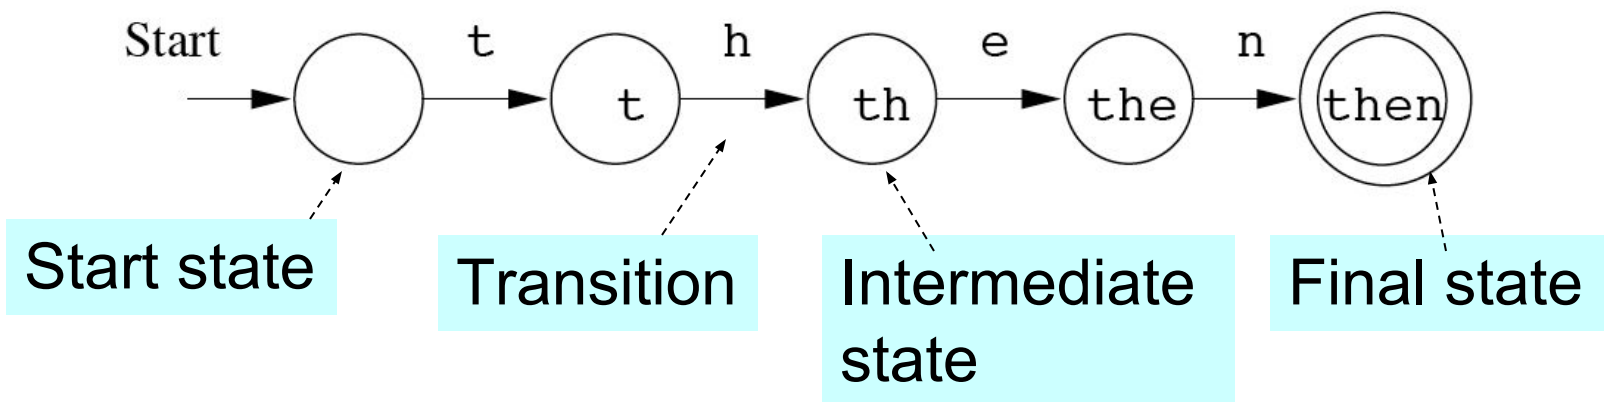 Start t h e n
t th the then
Start state Transition Intermediate Final state
state